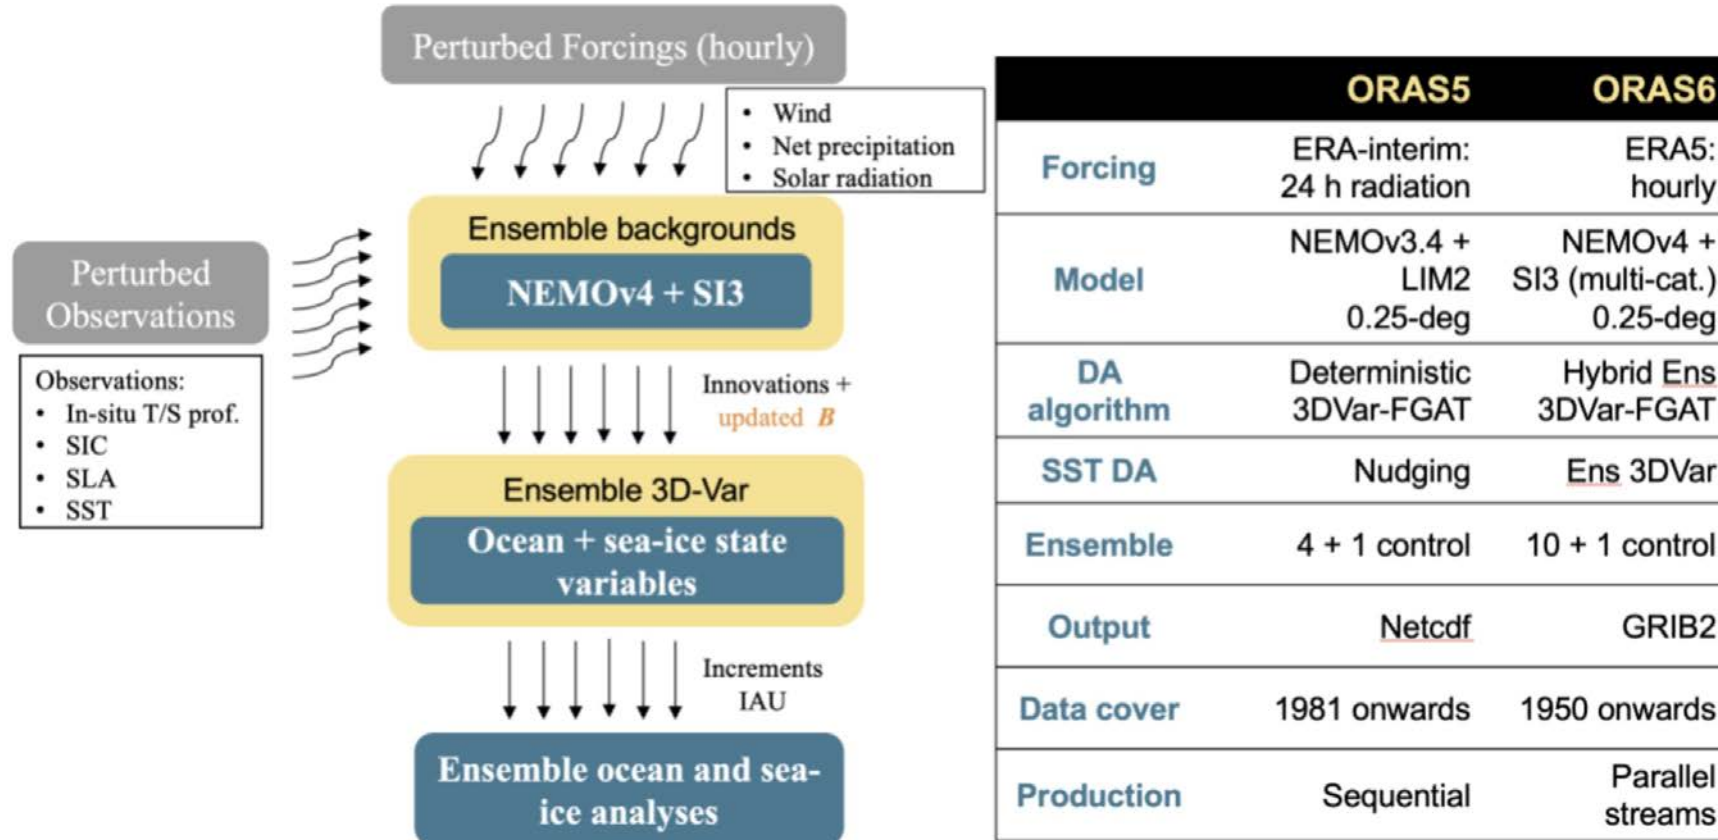 Perturbed Forcings (hourly)
• Wind
• Net precipitation
• Solar radiation
Ensemble backgrounds
NEMOv4 + SI3
Perturbed
Observations
Observations:
• In-situ T/S prof.
• SIC
• SLA
• SST
Innovations +
updated B
Ensemble 3D-Var
Ocean + sea-ice state
variables
Increments
IAU
Ensemble ocean and sea-
ice analyses
ORAS5 ORAS6
Forcing
ERA-interim:
24 h radiation
ERA5:
hourly
Model
NEMOv3.4 +
LIM2
0.25-deg
NEMOv4 +
SI3 (multi-cat.)
0.25-deg
DA
algorithm
Deterministic
3DVar-FGAT
Hybrid Ens
3DVar-FGAT
SST DA Nudging Ens 3DVar
Ensemble 4 + 1 control 10 + 1 control
Output Netcdf GRIB2
Data cover 1981 onwards 1950 onwards
Production Sequential
Parallel
streams